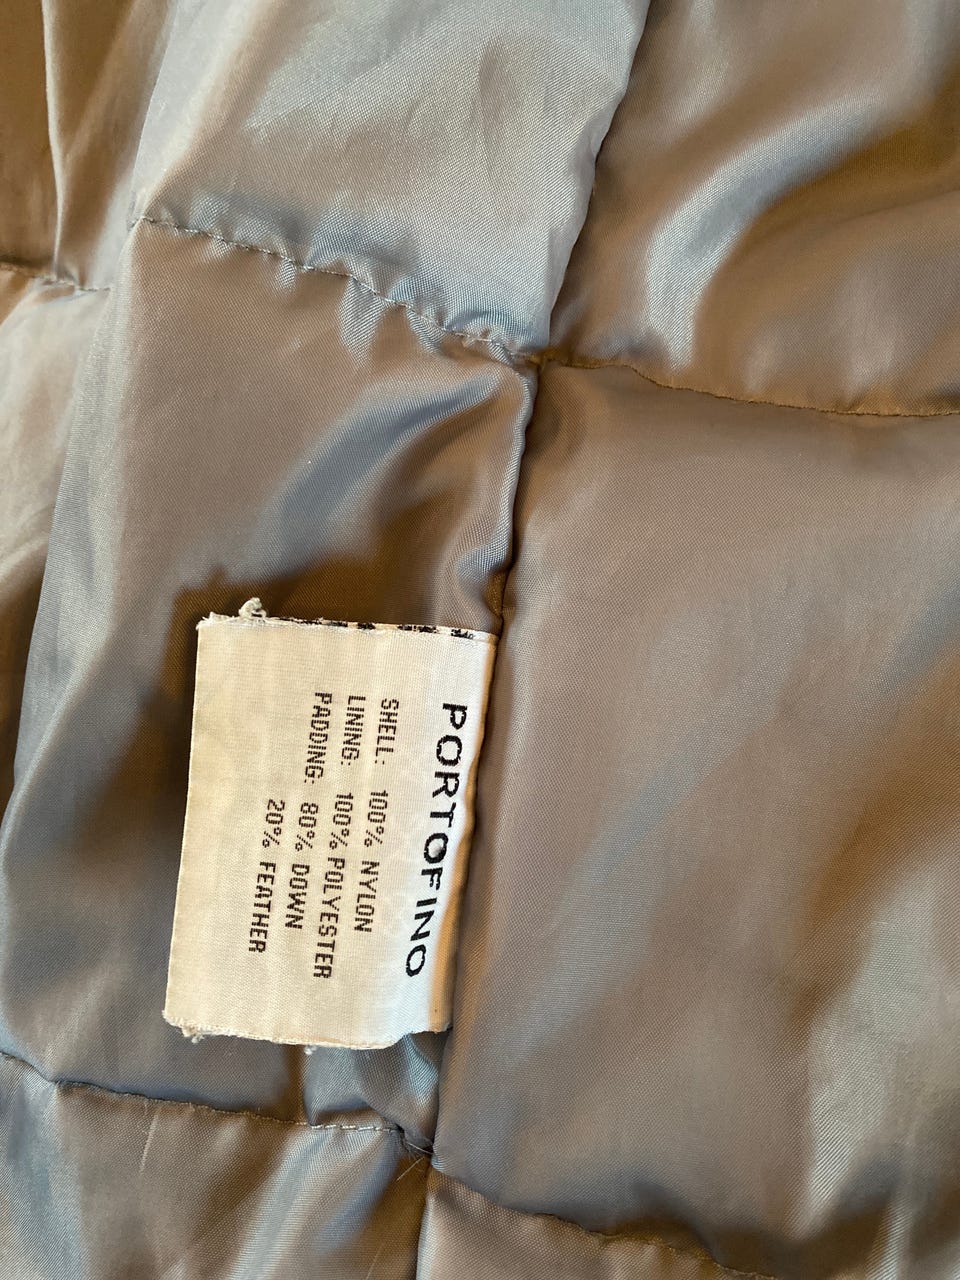 PORTOFINO
SHELL: 100% NYLON
LINING: 100% POLYESTER
PADDING: 80% DOWN
20% FEATHER